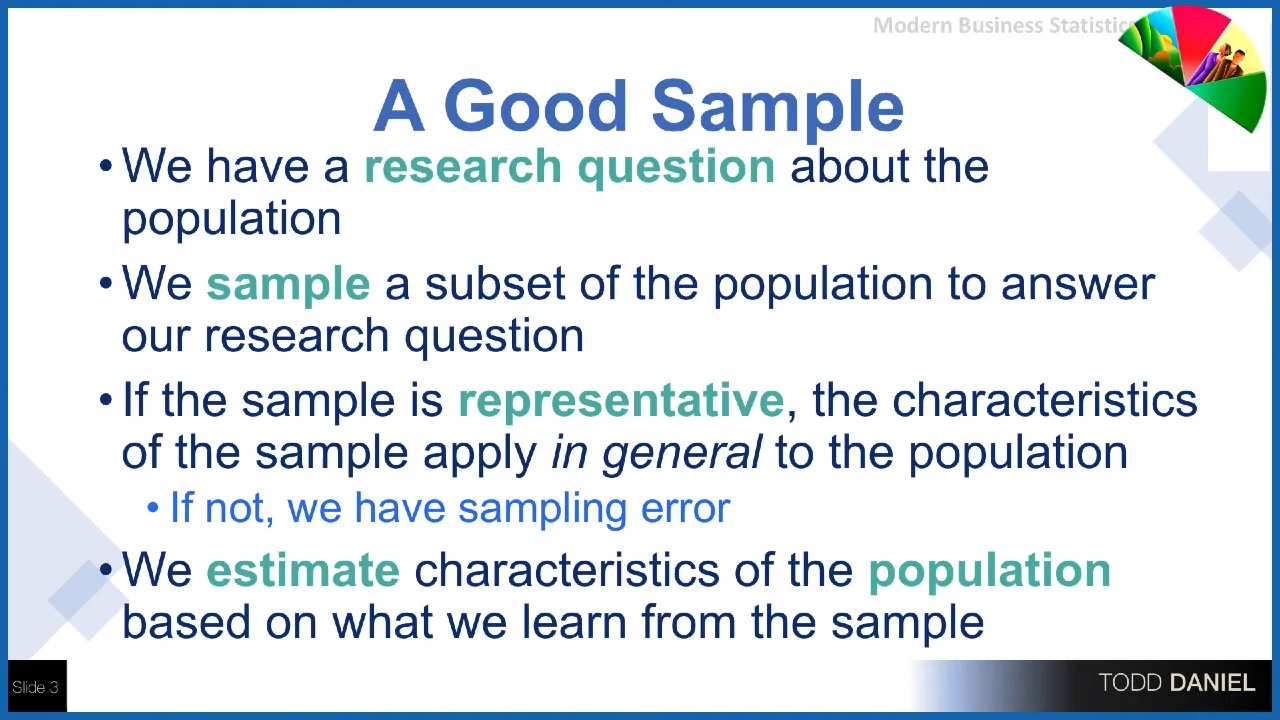 Modern Business Statistics
A Good Sample
•We have a research question about the
population
•We sample a subset of the population to answer
our research question
•If the sample is representative, the characteristics
of the sample apply in general to the population
•If not, we have sampling error
•We estimate characteristics of the population
based on what we learn from the sample
Slide 3
TODD DANIEL